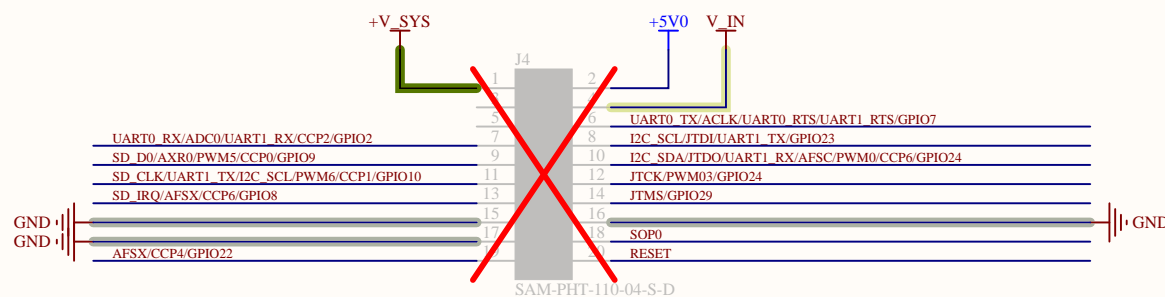 +V_SYS
+5V0 V_IN
J4
1 2
5 6 UART0_TX/ACLK/UART0_RTS/UART1_RTS/GPIO7
UART0_RX/ADC0/UART1_RX/CCP2/GPIO2 7 8 I2C_SCL/JTDI/UART1_TX/GPIO23
SD_D0/AXR0/PWM5/CCP0/GPIO9 9 10 I2C_SDA/JTDO/UART1_RX/AFSC/PWM0/CCP6/GPIO24
SD_CLK/UART1_TX/I2C_SCL/PWM6/CCP1/GPIO10 11 12 JTCK/PWM03/GPIO24
SD_IRQ/AFSX/CCP6/GPIO8 13 14 JTMS/GPIO29
GND 15 16 GND
GND 17 18 SOP0
AFSX/CCP4/GPIO22 19 20 RESET
SAM-PHT-110-04-S-D